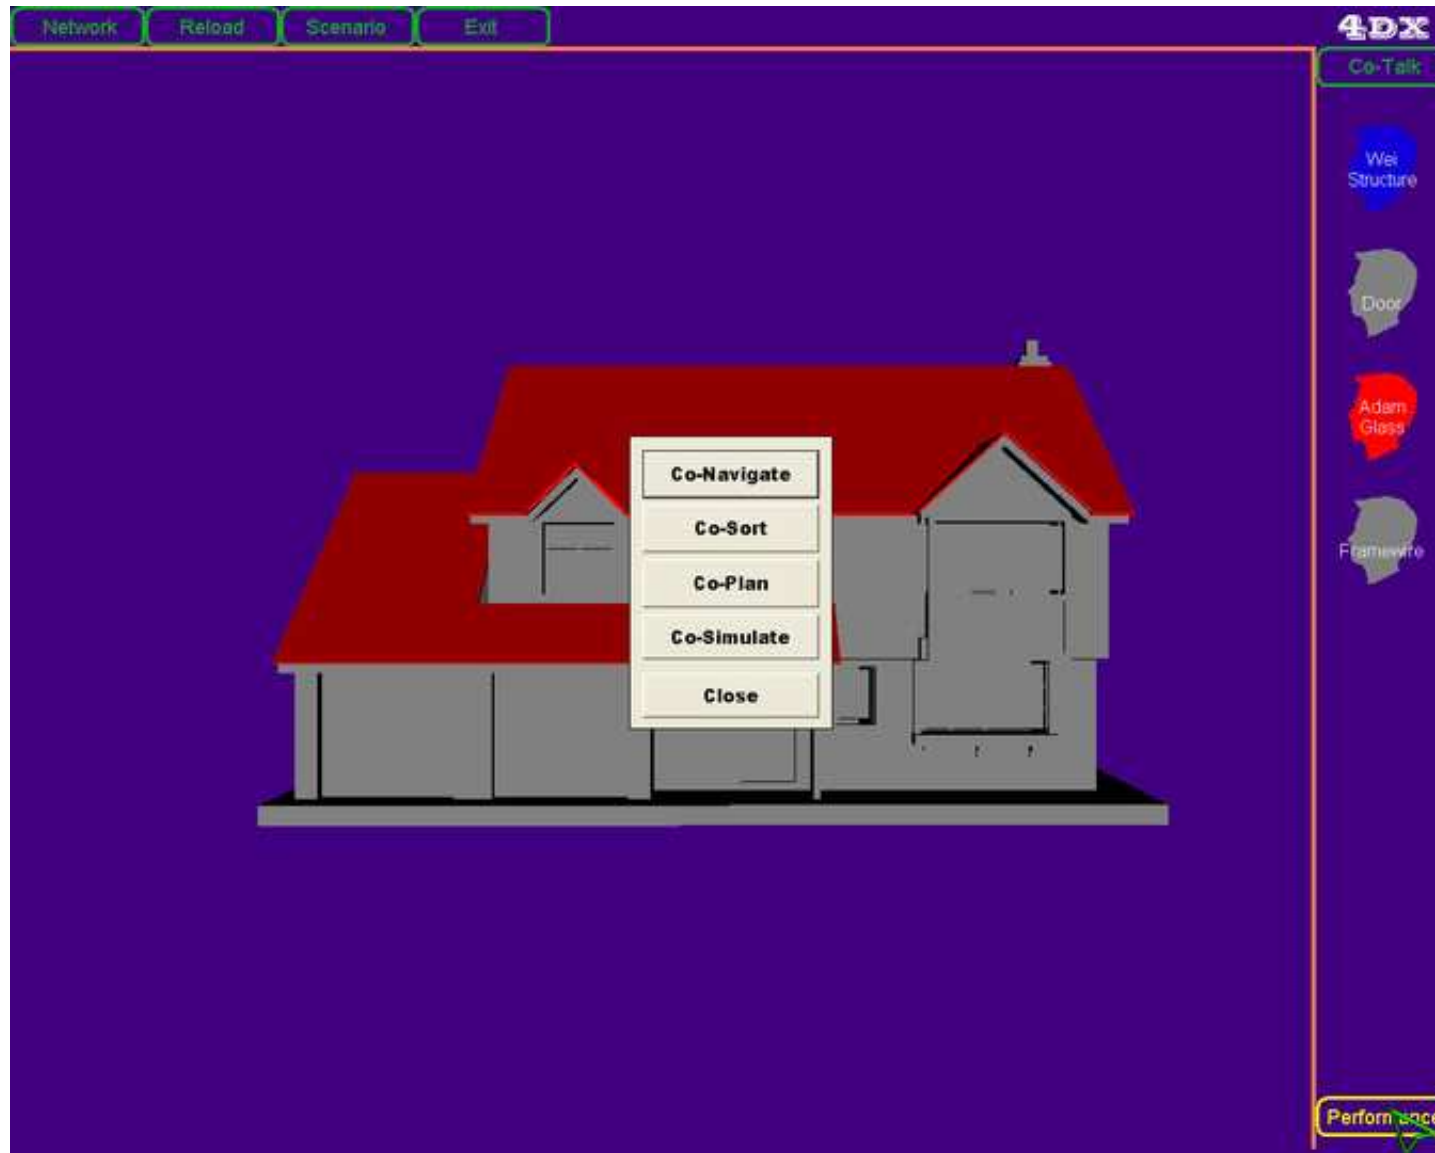 Network
Reload
Scenario
Exit
4DX
Co-Talk
Wei
Structure
Door
Adam
Glass
Framewire
Co-Navigate
Co-Sort
Co-Plan
Co-Simulate
Close
Performance